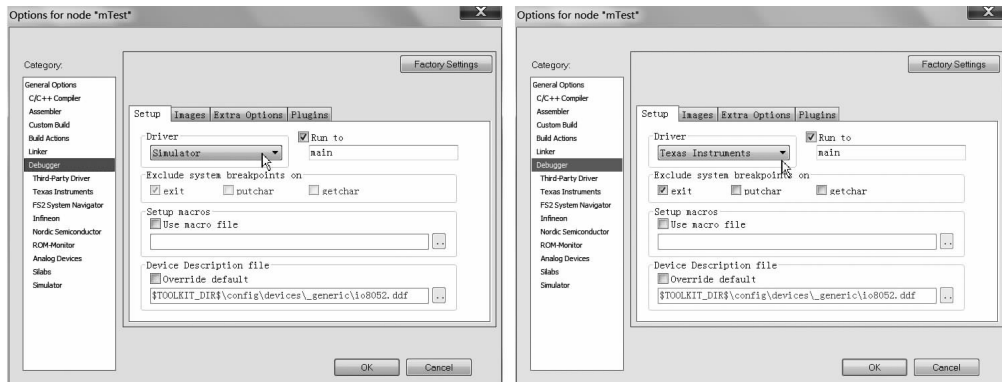 Options for node "mTest"
Category:
General Options
C/C++ Compiler
Assembler
Custom Build
Build Actions
Linker
Debugger
Third-Party Driver
Texas Instruments
FS2 System Navigator
Infineon
Nordic Semiconductor
ROM-Monitor
Analog Devices
Silabs
Simulator
Factory Settings
Setup Images Extra Options Plugins
Driver
Simulator
Run to
main
Exclude system breakpoints on
exit putchar getchar
Setup macros
Use macro file
..
Device Description file
Override default
$TOOLKIT_DIR$\config\devices\_generic\io8052.ddf ..
OK Cancel
Options for node "mTest"
Category:
General Options
C/C++ Compiler
Assembler
Custom Build
Build Actions
Linker
Debugger
Third-Party Driver
Texas Instruments
FS2 System Navigator
Infineon
Nordic Semiconductor
ROM-Monitor
Analog Devices
Silabs
Simulator
Factory Settings
Setup Images Extra Options Plugins
Driver
Texas Instruments
Run to
main
Exclude system breakpoints on
exit putchar getchar
Setup macros
Use macro file
..
Device Description file
Override default
$TOOLKIT_DIR$\config\devices\_generic\io8052.ddf ..
OK Cancel